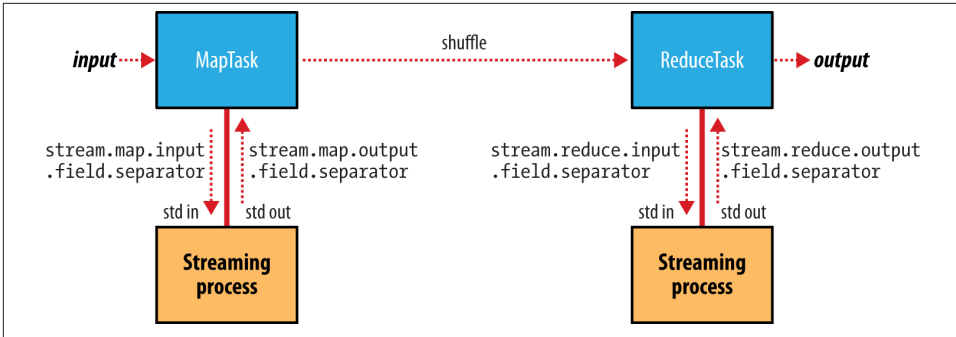 input
MapTask
shuffle
ReduceTask
output
stream.map.input
.field.separator
stream.map.output
.field.separator
stream.reduce.input
.field.separator
stream.reduce.output
.field.separator
std in
std out
std in
std out
Streaming
process
Streaming
process